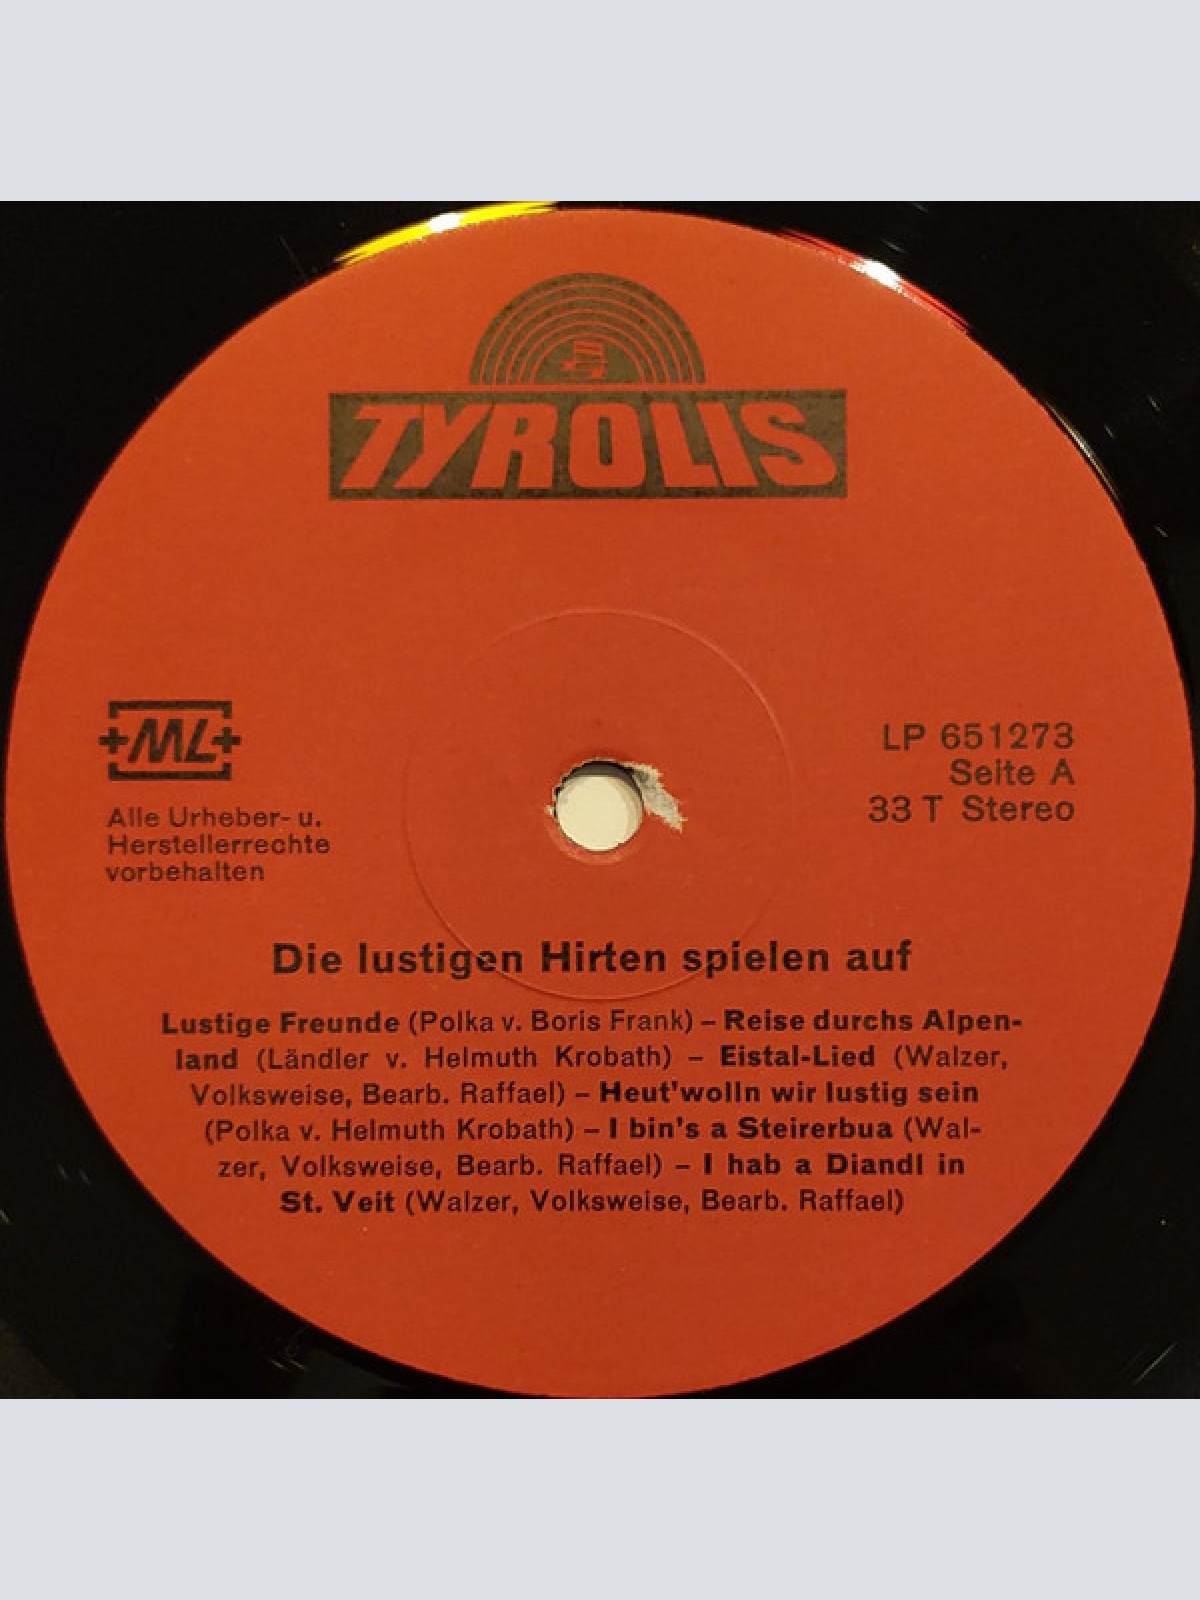 TYROLIS
ML
LP 651273
Seite A
33 T Stereo
Alle Urheber- u.
Herstellerrechte
vorbehalten
Die lustigen Hirten spielen auf
Lustige Freunde (Polka v. Boris Frank) – Reise durchs Alpen-
land (Ländler v. Helmuth Krobath) – Eistal-Lied (Walzer,
Volksweise, Bearb. Raffael) – Heut'wolln wir lustig sein
(Polka v. Helmuth Krobath) – I bin's a Steirerbua (Wal-
zer, Volksweise, Bearb. Raffael) – I hab a Diandl in
St. Veit (Walzer, Volksweise, Bearb. Raffael)